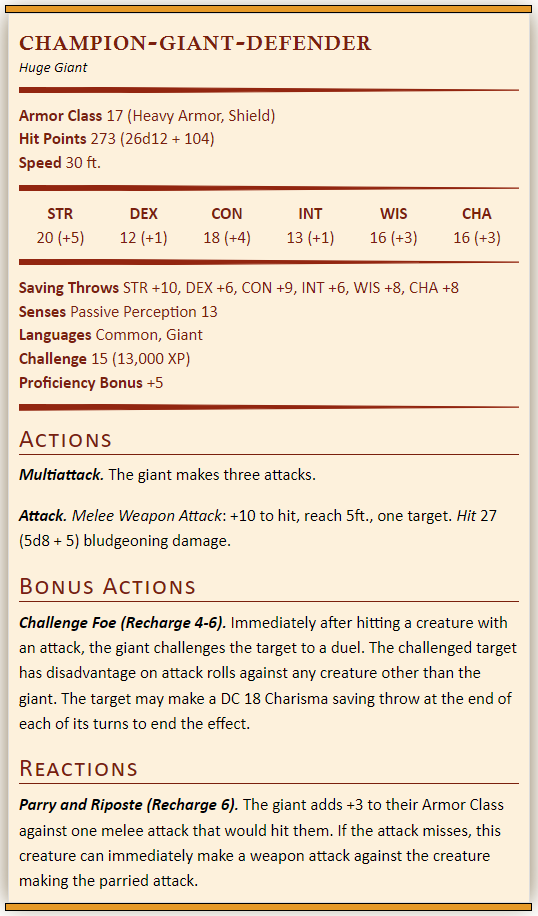 CHAMPION-GIANT-DEFENDER
Huge Giant
Armor Class 17 (Heavy Armor, Shield)
Hit Points 273 (26d12 + 104)
Speed 30 ft.
STR DEX CON INT WIS CHA
20 (+5) 12 (+1) 18 (+4) 13 (+1) 16 (+3) 16 (+3)
Saving Throws STR +10, DEX +6, CON +9, INT +6, WIS +8, CHA +8
Senses Passive Perception 13
Languages Common, Giant
Challenge 15 (13,000 XP)
Proficiency Bonus +5
Actions
Multiattack. The giant makes three attacks.
Attack. Melee Weapon Attack: +10 to hit, reach 5ft., one target. Hit 27
(5d8 + 5) bludgeoning damage.
Bonus Actions
Challenge Foe (Recharge 4-6). Immediately after hitting a creature with
an attack, the giant challenges the target to a duel. The challenged target
has disadvantage on attack rolls against any creature other than the
giant. The target may make a DC 18 Charisma saving throw at the end of
each of its turns to end the effect.
Reactions
Parry and Riposte (Recharge 6). The giant adds +3 to their Armor Class
against one melee attack that would hit them. If the attack misses, this
creature can immediately make a weapon attack against the creature
making the parried attack.